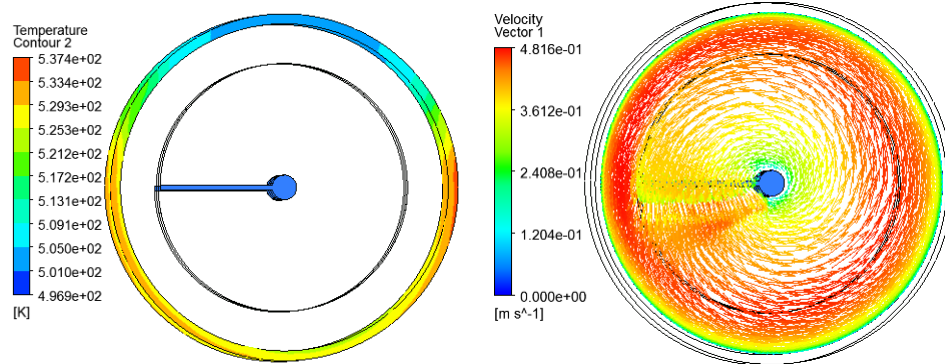 Temperature
Contour 2
5.374e+02
5.334e+02
5.293e+02
5.253e+02
5.212e+02
5.172e+02
5.131e+02
5.091e+02
5.050e+02
5.010e+02
4.969e+02
[K]
Velocity
Vector 1
4.816e-01
3.612e-01
2.408e-01
1.204e-01
0.000e+00
[m s^-1]